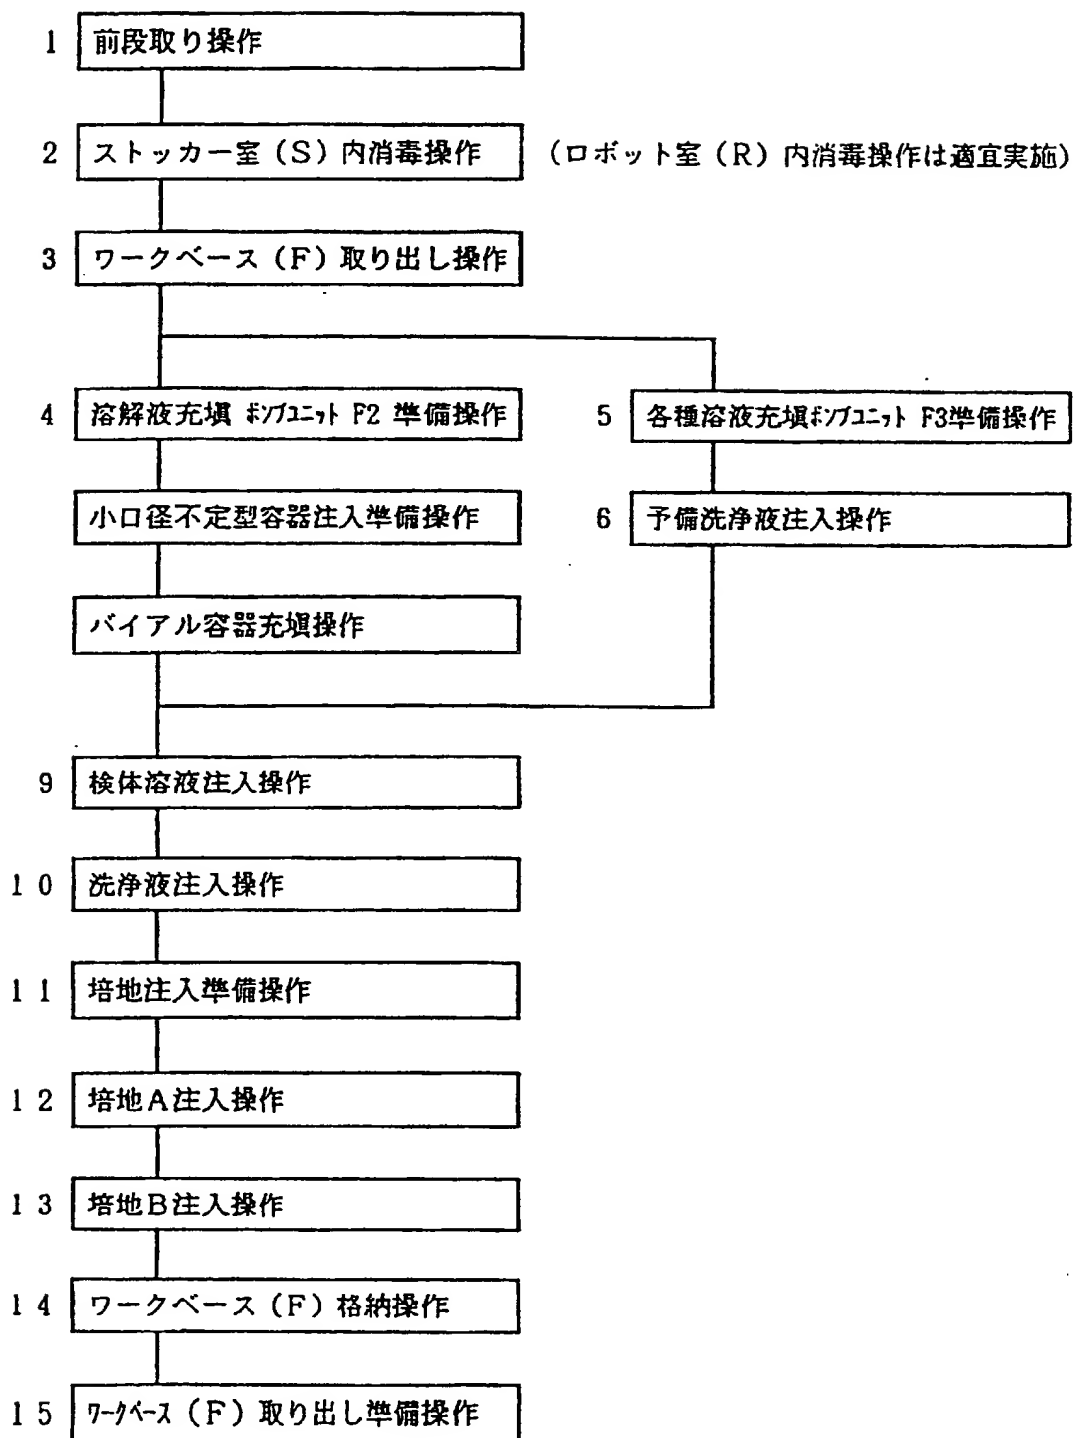 1 前段取り操作
2 ストッカー室(S)内消毒操作 (ロボット室(R)内消毒操作は適宜実施)
3 ワークベース(F)取り出し操作
4 溶解液充填 ポンプユニット F2 準備操作
5 各種溶液充填ポンプユニット F3準備操作
小口径不定型容器注入準備操作
6 予備洗浄液注入操作
バイアル容器充填操作
9 検体溶液注入操作
10 洗浄液注入操作
11 培地注入準備操作
12 培地A注入操作
13 培地B注入操作
14 ワークベース(F)格納操作
15 ワークベース(F)取り出し準備操作